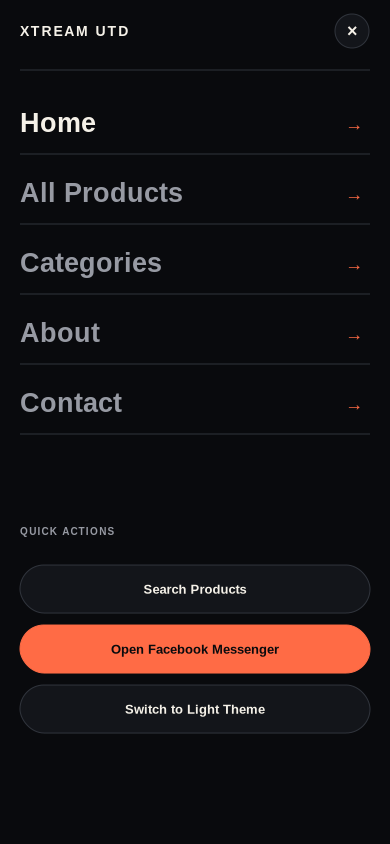 XTREAM UTD ×
Home →
All Products →
Categories →
About →
Contact →
QUICK ACTIONS
Search Products
Open Facebook Messenger
Switch to Light Theme